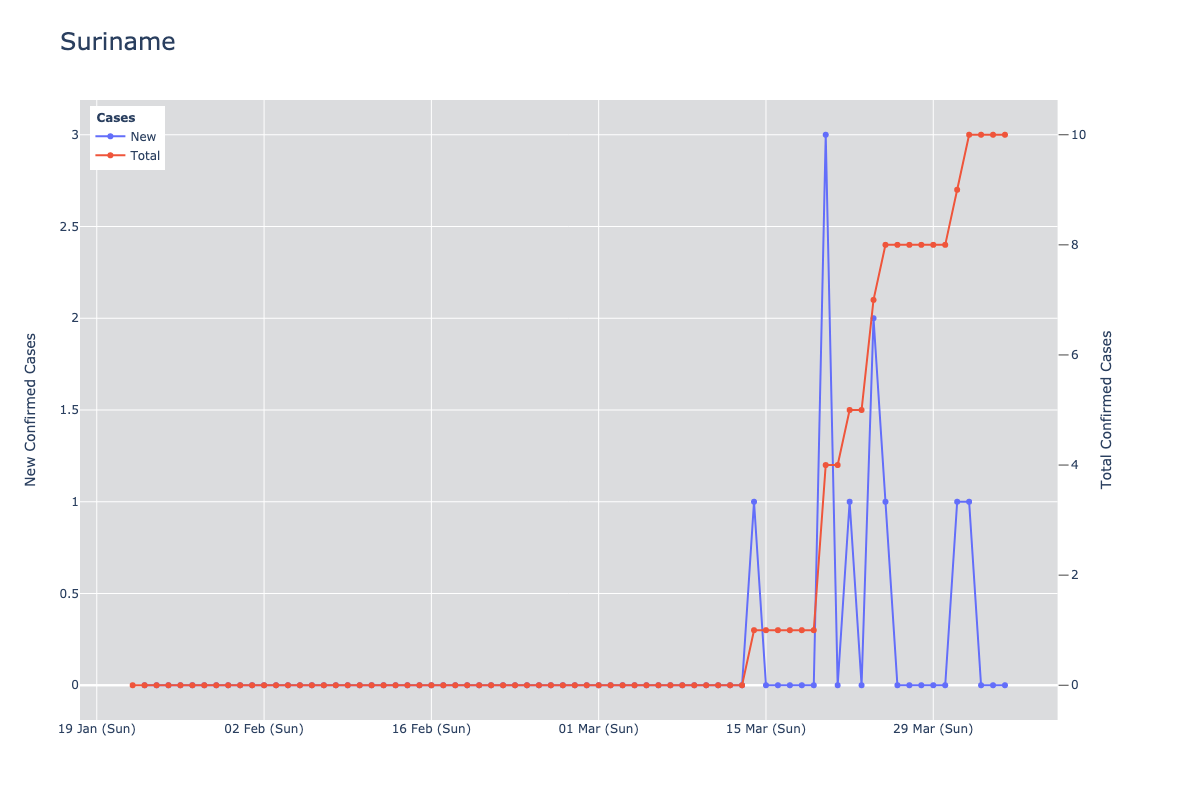 Suriname
Cases
New
Total
3
2.5
2
1.5
1
0.5
0
10
8
6
4
2
0
New Confirmed Cases
Total Confirmed Cases
19 Jan (Sun)
02 Feb (Sun)
16 Feb (Sun)
01 Mar (Sun)
15 Mar (Sun)
29 Mar (Sun)